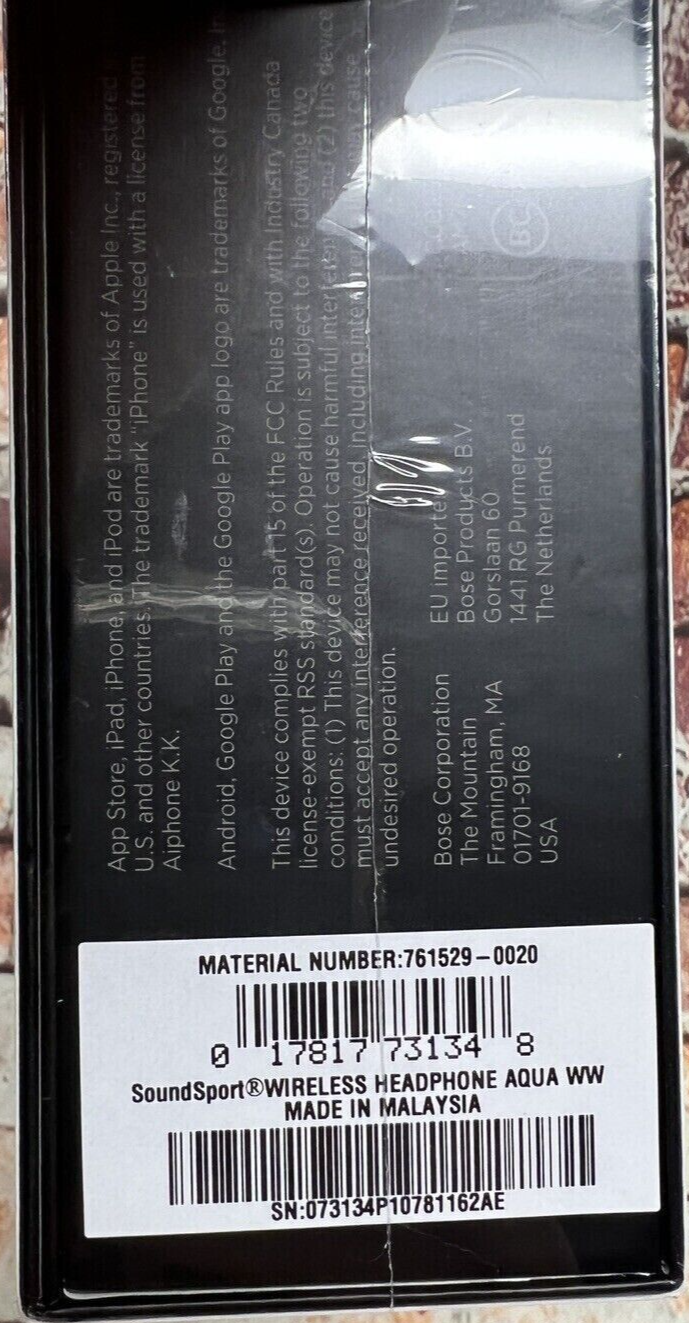 App Store, iPad, iPhone, and iPod are trademarks of Apple Inc., registered
U.S. and other countries. The trademark “iPhone” is used with a license from
Aiphone K.K.
Android, Google Play and the Google Play app logo are trademarks of Google,
This device complies with part 15 of the FCC Rules and with Industry Canada
license-exempt RSS standard(s). Operation is subject to the following two
conditions: (1) This device may not cause harmful (2) this device
must accept any interference received, including cause
undesired operation.
Bose Corporation
The Mountain
Framingham, MA
01701-9168
USA
EU
Bose Products B.V.
Gorslaan 60
1441 RG Purmerend
The Netherlands
BC
MATERIAL NUMBER:761529-0020
0 17817 73134 8
SoundSport®WIRELESS HEADPHONE AQUA WW
MADE IN MALAYSIA
SN:073134P10781162AE